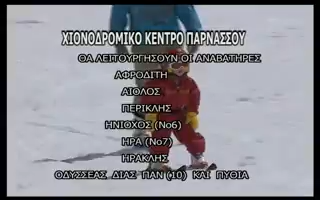 ΧΙΟΝΟΔΡΟΜΙΚΟ ΚΕΝΤΡΟ ΠΑΡΝΑΣΣΟΥ
ΘΑ ΛΕΙΤΟΥΡΓΗΣΟΥΝ ΟΙ ΑΝΑΒΑΤΗΡΕΣ
ΑΦΡΟΔΙΤΗ
ΑΙΟΛΟΣ
ΠΕΡΙΚΛΗΣ
ΗΝΙΟΧΟΣ (Νο6)
ΗΡΑ (Νο7)
ΗΡΑΚΛΗΣ
ΟΔΥΣΣΕΑΣ ΔΙΑΣ ΠΑΝ (10) ΚΑΙ ΠΥΘΙΑ